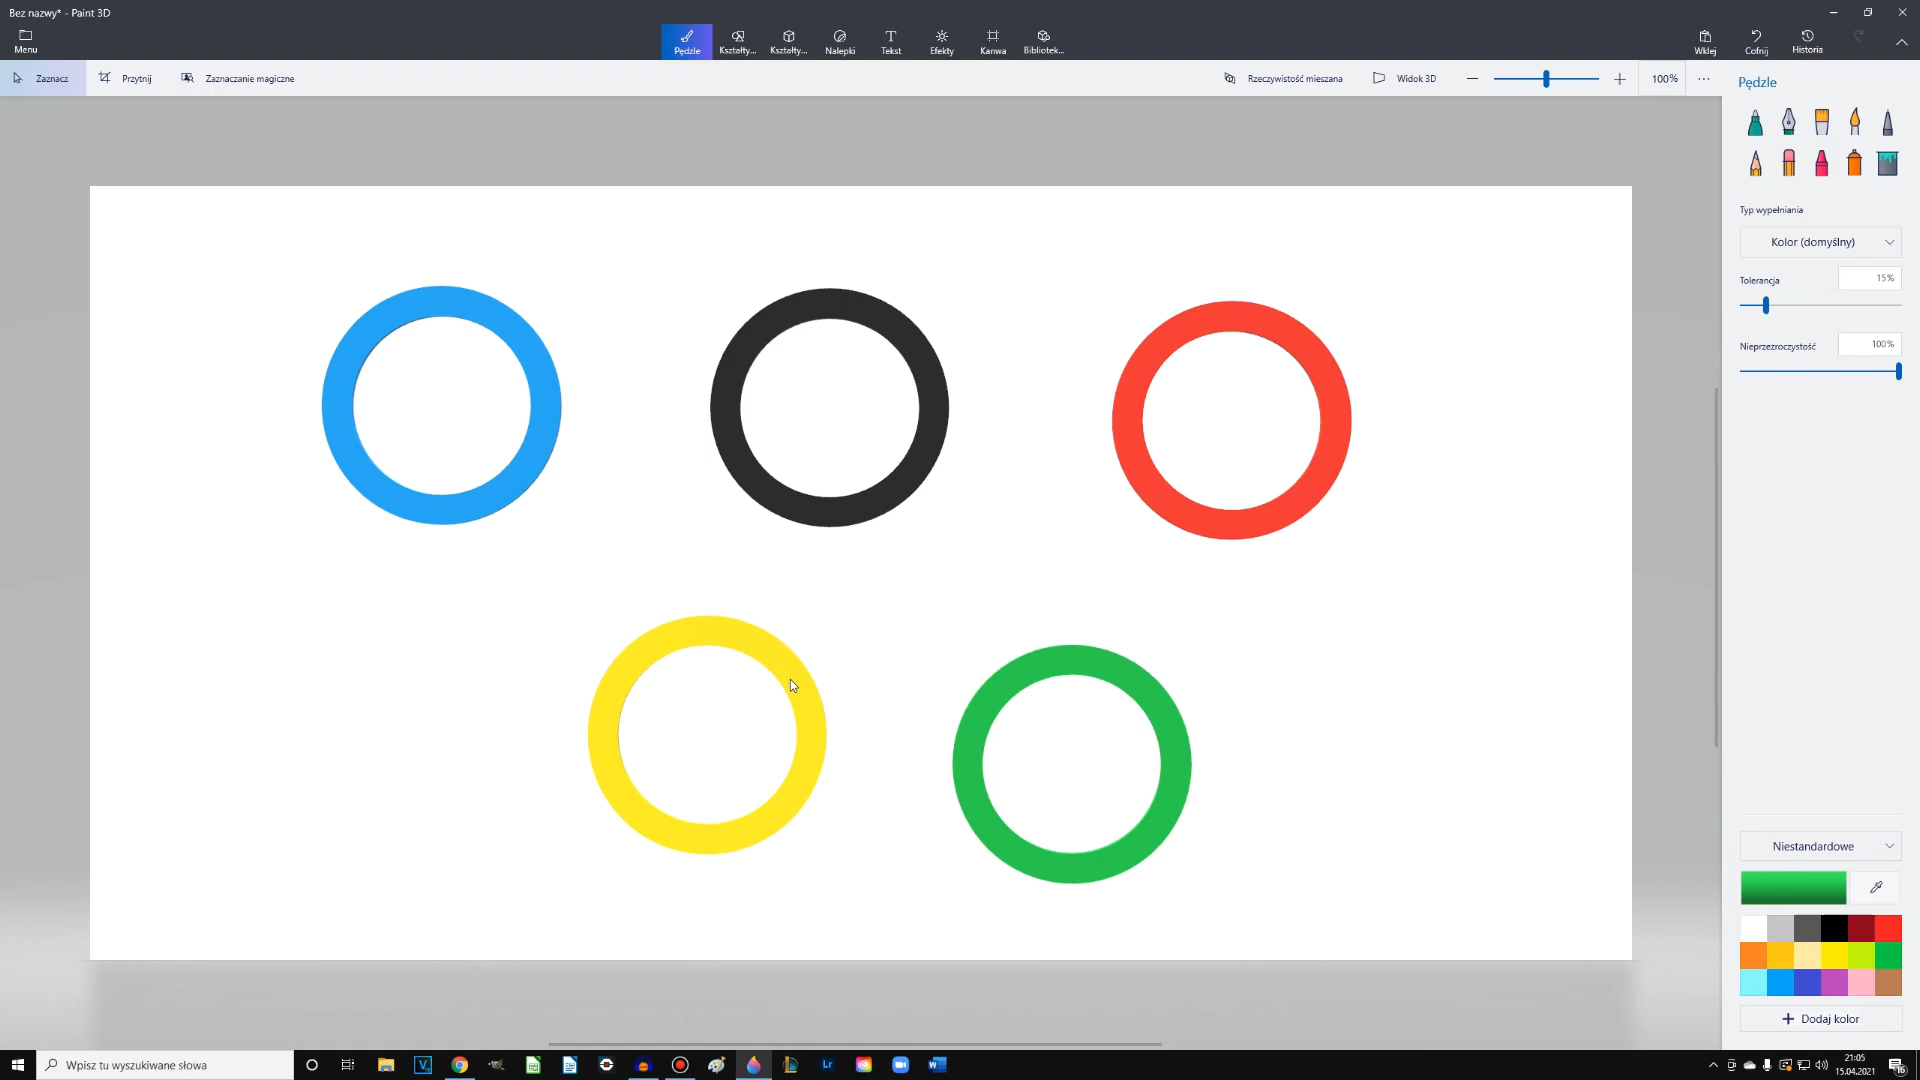 Bez nazwy* - Paint 3D
Menu
Pędzle
Kształty...
Kształty...
Nalepki
Tekst
Efekty
Kanwa
Bibliotek...
Wklej
Cofnij
Historia
Zaznacz
Przytnij
Zaznaczanie magiczne
Rzeczywistość mieszana
Widok 3D
100%
Pędzle
Typ wypełniania
Kolor (domyślny)
Tolerancja
15%
Nieprzezroczystość
100%
Niestandardowe
Dodaj kolor
Wpisz tu wyszukiwane słowa
Lr
21:05
15.04.2021
16